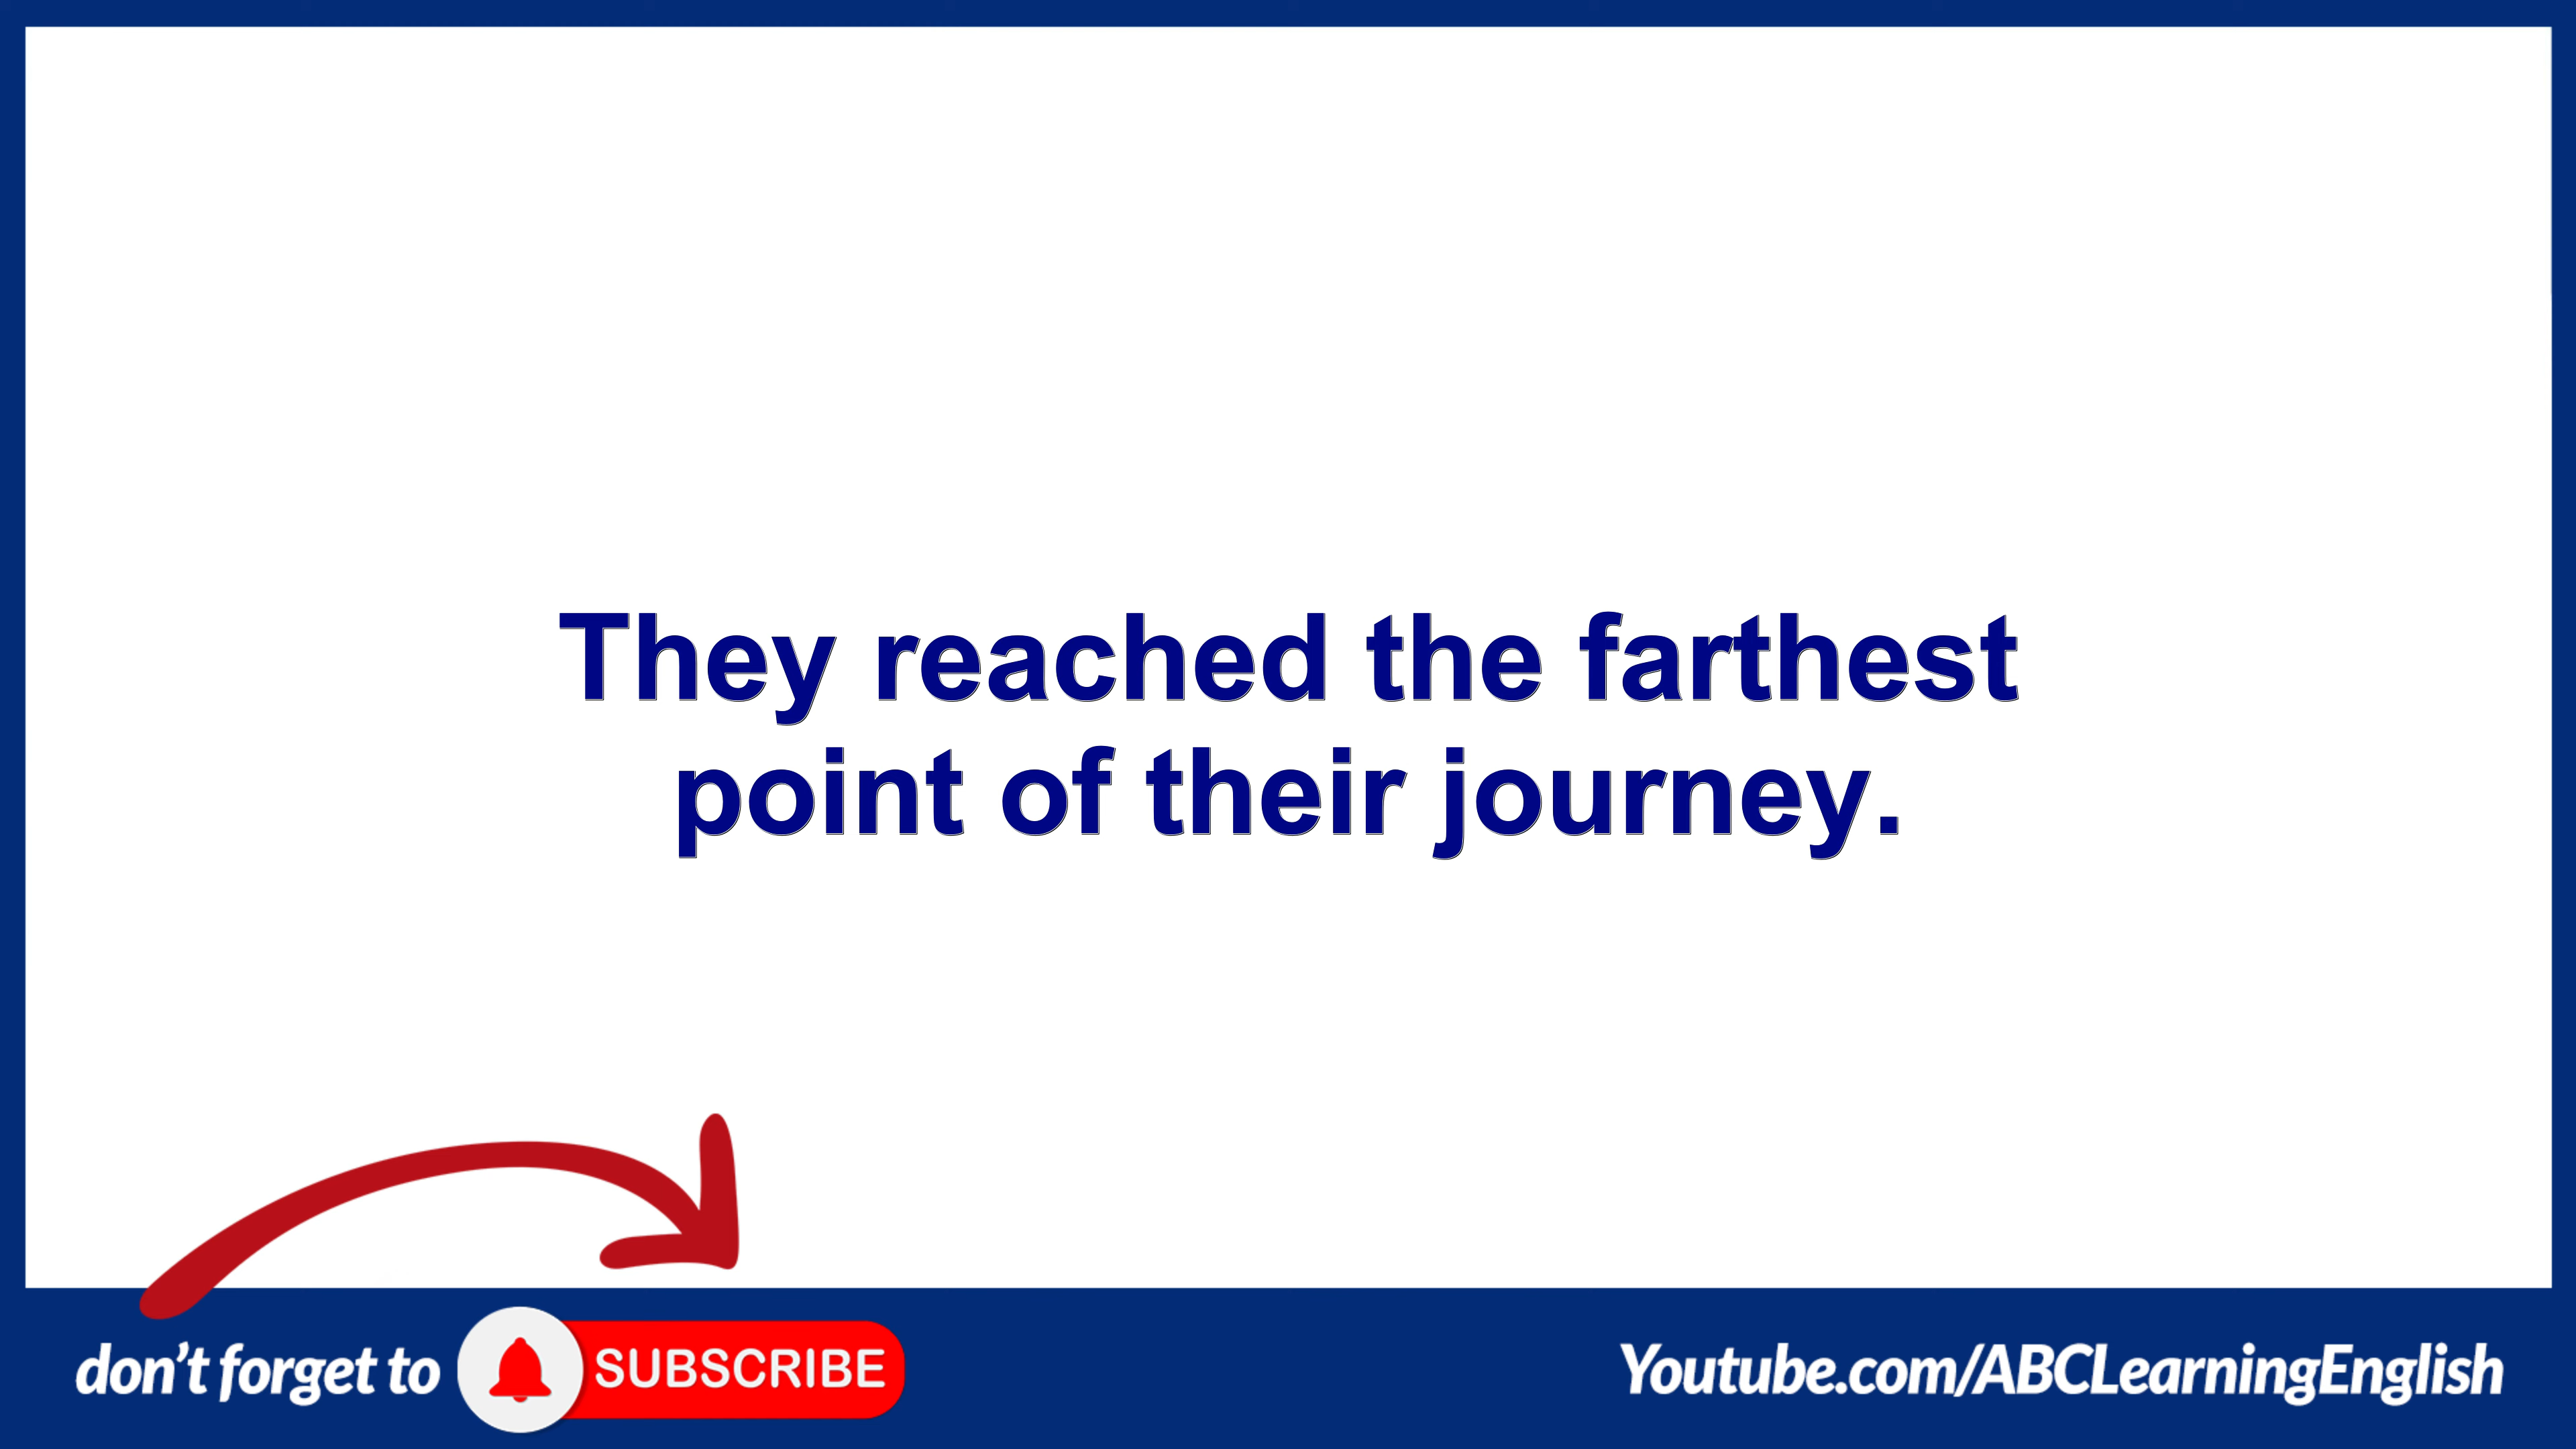 They reached the farthest
point of their journey.
don't forget to SUBSCRIBE
Youtube.com/ABCLearningEnglish